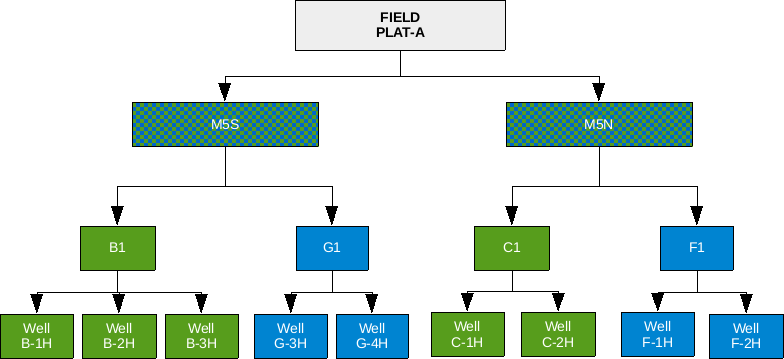 FIELD
PLAT-A
M5S
M5N
B1
G1
C1
F1
Well
B-1H
Well
B-2H
Well
B-3H
Well
G-3H
Well
G-4H
Well
C-1H
Well
C-2H
Well
F-1H
Well
F-2H